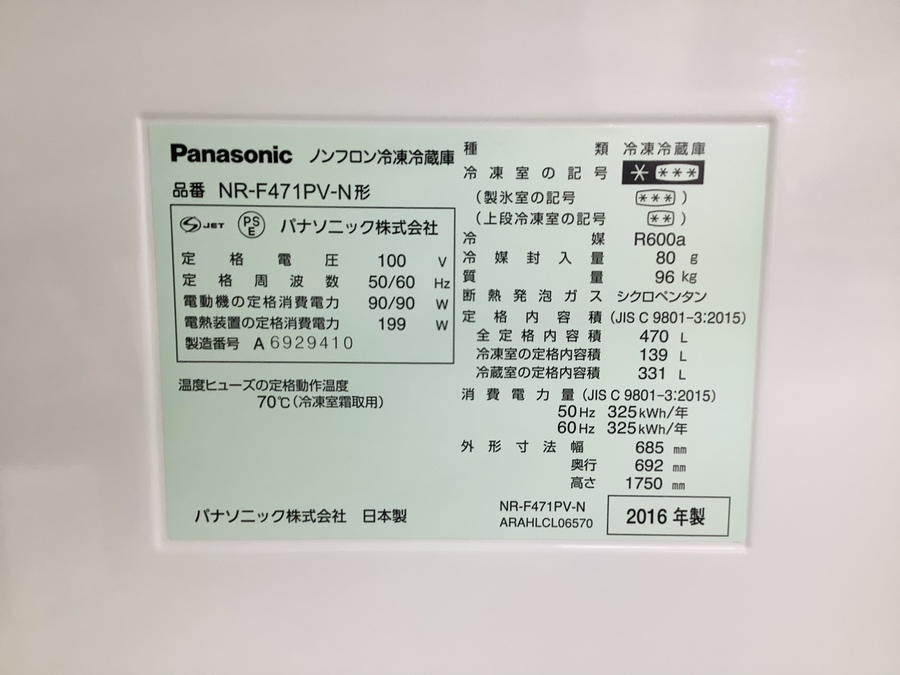 Panasonic ノンフロン冷凍冷蔵庫
品番 NR-F471PV-N形
JET PSE パナソニック株式会社
定格電圧 100 V
定格周波数 50/60 Hz
電動機の定格消費電力 90/90 W
電熱装置の定格消費電力 199 W
製造番号 A 6929410
温度ヒューズの定格動作温度
70℃(冷凍室霜取用)
パナソニック株式会社 日本製
種類 冷凍冷蔵庫
冷凍室の記号 * ***
(製氷室の記号 *** )
(上段冷凍室の記号 ** )
冷媒 R600a
冷媒封入量 80 g
質量 96 kg
断熱発泡ガス シクロペンタン
定格内容積 (JIS C 9801-3:2015)
全定格内容積 470 L
冷凍室の定格内容積 139 L
冷蔵室の定格内容積 331 L
消費電力量 (JIS C 9801-3:2015)
50Hz 325kWh/年
60Hz 325kWh/年
外形寸法幅 685 mm
奥行 692 mm
高さ 1750 mm
NR-F471PV-N
ARAHLCL06570
2016年製